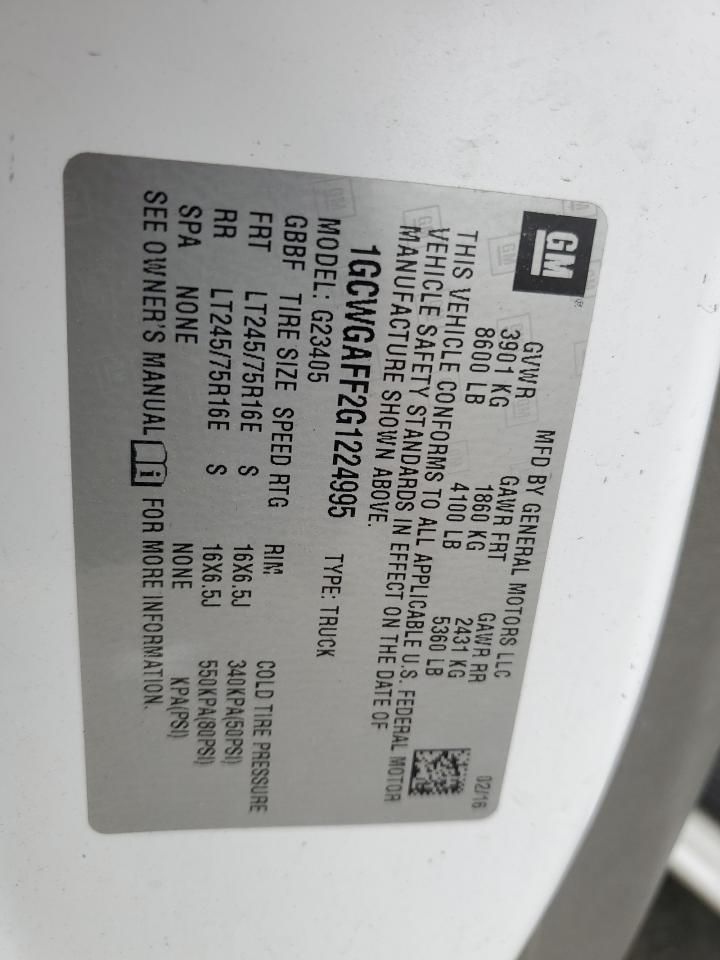 GM
MFD BY GENERAL MOTORS LLC 02/16
GVWR GAWR FRT GAWR RR
3901 KG 1860 KG 2431 KG
8600 LB 4100 LB 5360 LB
THIS VEHICLE CONFORMS TO ALL APPLICABLE U.S. FEDERAL MOTOR
VEHICLE SAFETY STANDARDS IN EFFECT ON THE DATE OF
MANUFACTURE SHOWN ABOVE.
1GCWGAFF2G1224995 TYPE: TRUCK
MODEL: G23405
GBBF TIRE SIZE SPEED RTG RIM COLD TIRE PRESSURE
FRT LT245/75R16E S 16X6.5J 340KPA(50PSI)
RR LT245/75R16E S 16X6.5J 550KPA(80PSI)
SPA NONE NONE KPA(PSI)
SEE OWNER'S MANUAL FOR MORE INFORMATION.